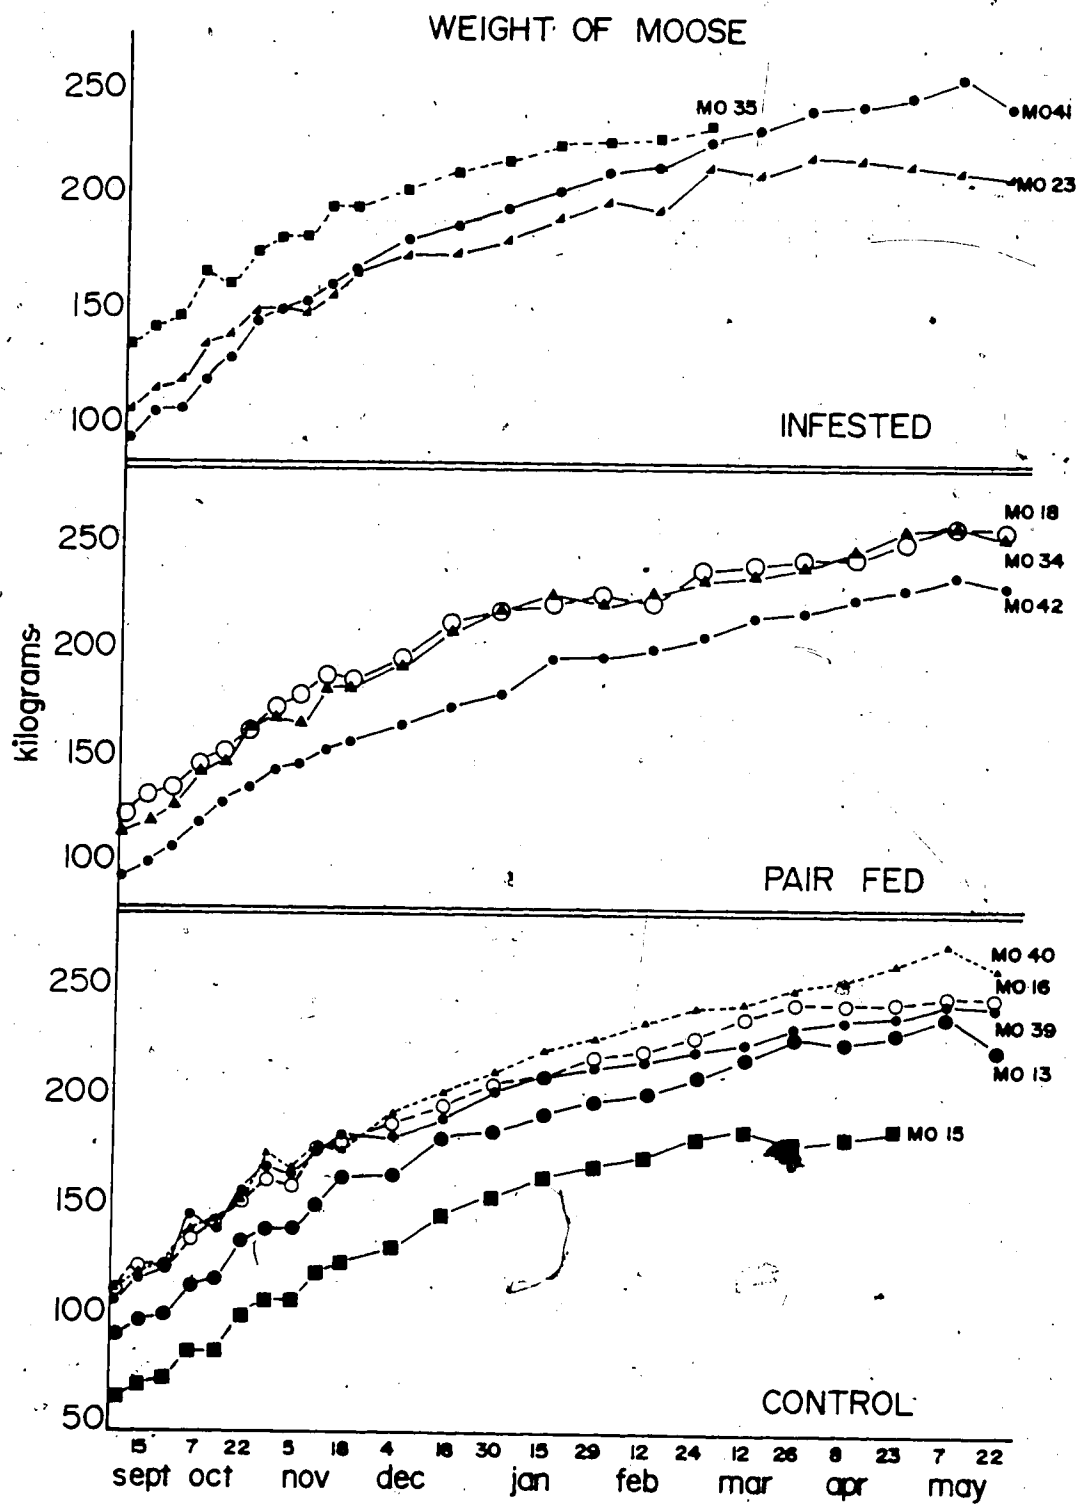 WEIGHT OF MOOSE
250
200
150
100
MO 35
MO41
MO 23
INFESTED
kilograms
250
200
150
100
MO 18
MO 34
MO42
PAIR FED
250
200
150
100
50
MO 40
MO 16
MO 39
MO 13
MO 15
CONTROL
15 7 22 5 18 4 18 30 15 29 12 24 12 26 8 23 7 22
sept oct nov dec jan feb mar apr may